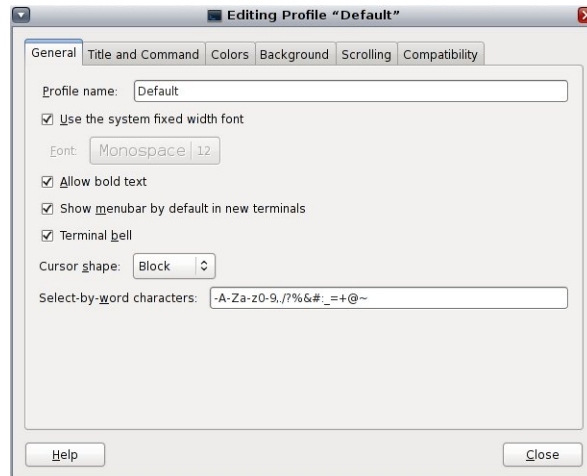 Editing Profile “Default”
General Title and Command Colors Background Scrolling Compatibility
Profile name: Default
Use the system fixed width font
Font: Monospace 12
Allow bold text
Show menubar by default in new terminals
Terminal bell
Cursor shape: Block
Select-by-word characters: -A-Za-z0-9,./?%&#:_=+@~
Help Close